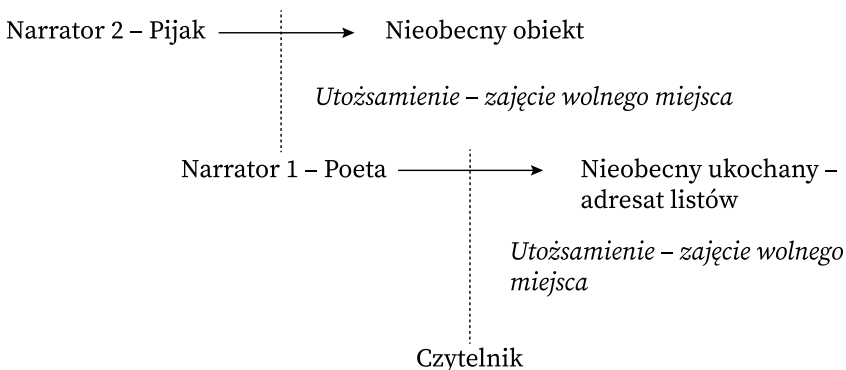 Narrator 2 – Pijak
Nieobecny obiekt
Utożsamienie – zajęcie wolnego miejsca
Narrator 1 – Poeta
Nieobecny ukochany –
adresat listów
Utożsamienie – zajęcie wolnego
miejsca
Czytelnik